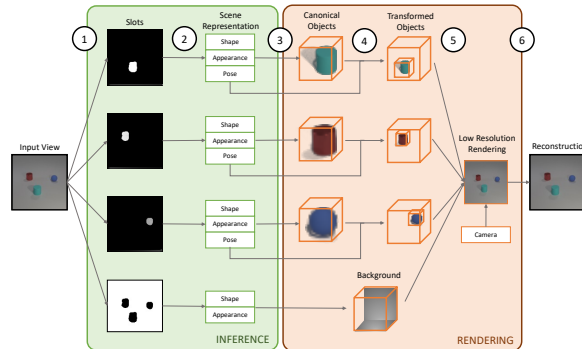 Slots
Scene
Representation
Canonical
Objects
Transformed
Objects
1
2
3
4
5
6
Shape
Appearance
Pose
Input View
Shape
Appearance
Pose
Low Resolution
Rendering
Reconstruction
Shape
Appearance
Pose
Camera
Background
Shape
Appearance
INFERENCE
RENDERING